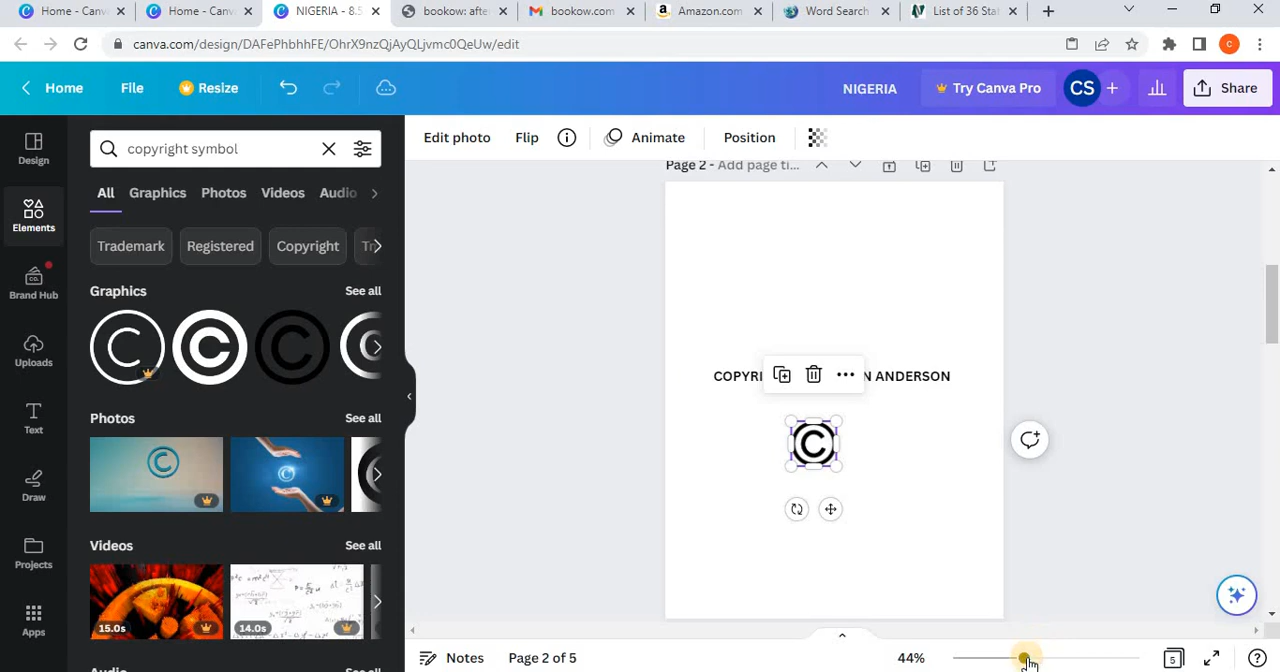 Home - Canva
Home - Canva
NIGERIA - 8.5
bookow: afte
bookow.com
Amazon.com
Word Search
List of 36 Stat
canva.com/design/DAFePhbhhFE/OhrX9nzQjAyQLjvmc0QeUw/edit
C
Home
File
Resize
NIGERIA
Try Canva Pro
CS
Share
Design
Elements
Brand Hub
CO.
Uploads
Text
Draw
Projects
Apps
copyright symbol
All
Graphics
Photos
Videos
Audio
Trademark
Registered
Copyright
Graphics
See all
Photos
See all
Videos
See all
15.0s
14.0s
Edit photo
Flip
Animate
Position
Page 2 - Add page ti...
COPYRI
N ANDERSON
©
Notes
Page 2 of 5
44%
5